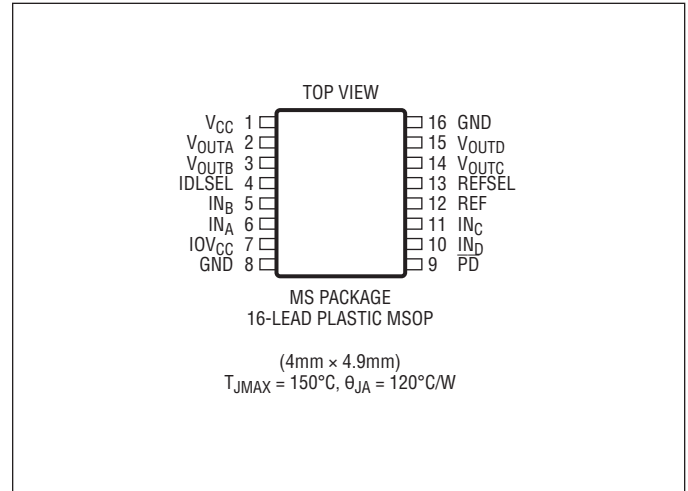 TOP VIEW
VCC 1
VOUTA 2
VOUTB 3
IDLSEL 4
INB 5
INA 6
IOVCC 7
GND 8
16 GND
15 VOUTD
14 VOUTC
13 REFSEL
12 REF
11 INC
10 IND
9 PD
MS PACKAGE
16-LEAD PLASTIC MSOP
(4mm × 4.9mm)
TJMAX = 150°C, θJA = 120°C/W